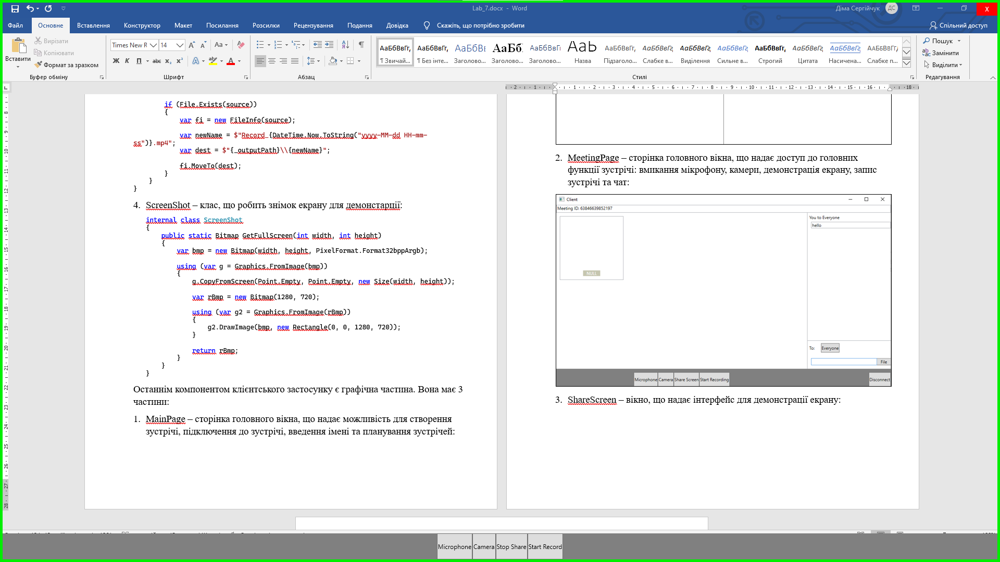 Lab_7.docx - Word
Діма Сергійчук
ДС
X
Файл
Основне
Вставлення
Конструктор
Макет
Посилання
Розсилки
Рецензування
Подання
Довідка
Скажіть, що потрібно зробити
Спільний доступ
Вставити
Вирізати
Копіювати
Формат за зразком
Буфер обміну
Times New R
14
Aa
Ж К П abc x₂ x²
Шрифт
Абзац
АаБбВвГг, АаБбВвГг, АаБбВв АаБб АаБбВвГ АаЬ АаБбВвГг, АаБбВвГг, АаБбВвГг, АаБбВвГг, АаБбВвГг, АаБбВвГг, АаБбВвГг, ААББВВГГ,
¶ Звичай... ¶ Без інте... Заголово... Заголово... Заголово... Назва Підзаголо... Слабке в... Виділення Сильне в... Строгий Цитата Насичена... Слабке п...
Стилі
Пошук
Замінити
Виділити
Редагування
if (File.Exists(source))
{
var fi = new FileInfo(source);
var newName = $"Record_{DateTime.Now.ToString("yyyy-MM-dd HH-mm-
ss")}.mp4";
var dest = $"{_outputPath}\\{newName}";
fi.MoveTo(dest);
}
}
}
4. ScreenShot – клас, що робить знімок екрану для демонстарції:
internal class ScreenShot
{
public static Bitmap GetFullScreen(int width, int height)
{
var bmp = new Bitmap(width, height, PixelFormat.Format32bppArgb);
using (var g = Graphics.FromImage(bmp))
{
g.CopyFromScreen(Point.Empty, Point.Empty, new Size(width, height));
var rBmp = new Bitmap(1280, 720);
using (var g2 = Graphics.FromImage(rBmp))
{
g2.DrawImage(bmp, new Rectangle(0, 0, 1280, 720));
}
return rBmp;
}
}
}
Останнім компонентом клієнтського застосунку є графічна частина. Вона має 3
частини:
1. MainPage – сторінка головного вікна, що надає можливість для створення
зустрічі, підключення до зустрічі, введення імені та планування зустрічей:
2. MeetingPage – сторінка головного вікна, що надає доступ до головних
функції зустрічі: вмикання мікрофону, камери, демонстрація екрану, запис
зустрічі та чат:
Client
Meeting ID: 63846639852197
NULL
You to Everyone
hello
To: Everyone
File
Microphone Camera Share Screen Start Recording Disconnect
3. ShareScreen – вікно, що надає інтерфейс для демонстрації екрану:
Microphone Camera Stop Share Start Record